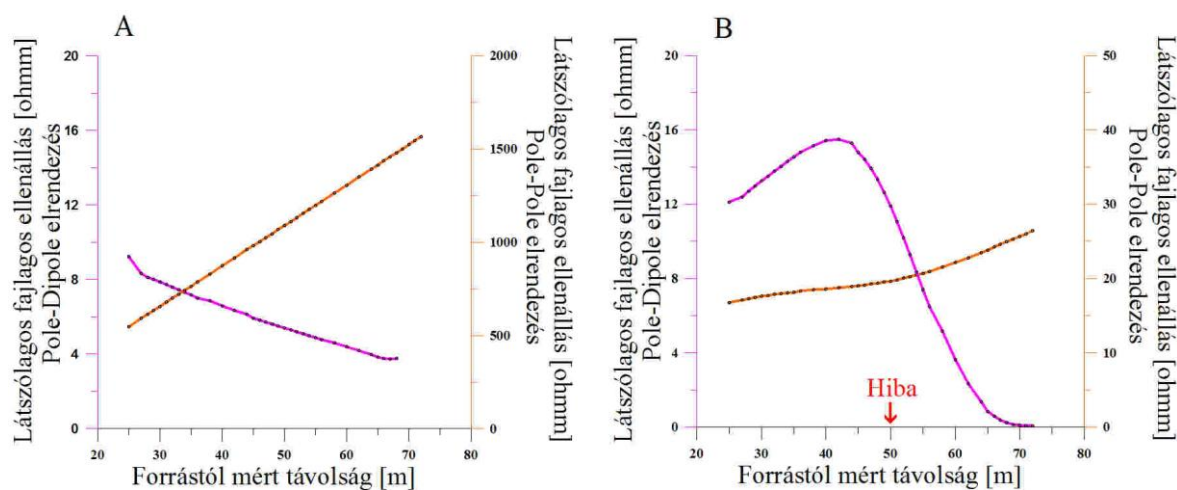 A
Látszólagos fajlagos ellenállás [ohmm]
Pole-Dipole elrendezés
20
16
12
8
4
0
2000
1500
1000
500
0
Látszólagos fajlagos ellenállás [ohmm]
Pole-Pole elrendezés
20 30 40 50 60 70 80
Forrástól mért távolság [m]
B
Látszólagos fajlagos ellenállás [ohmm]
Pole-Dipole elrendezés
20
16
12
8
4
0
50
40
30
20
10
0
Látszólagos fajlagos ellenállás [ohmm]
Pole-Pole elrendezés
Hiba
20 30 40 50 60 70 80
Forrástól mért távolság [m]